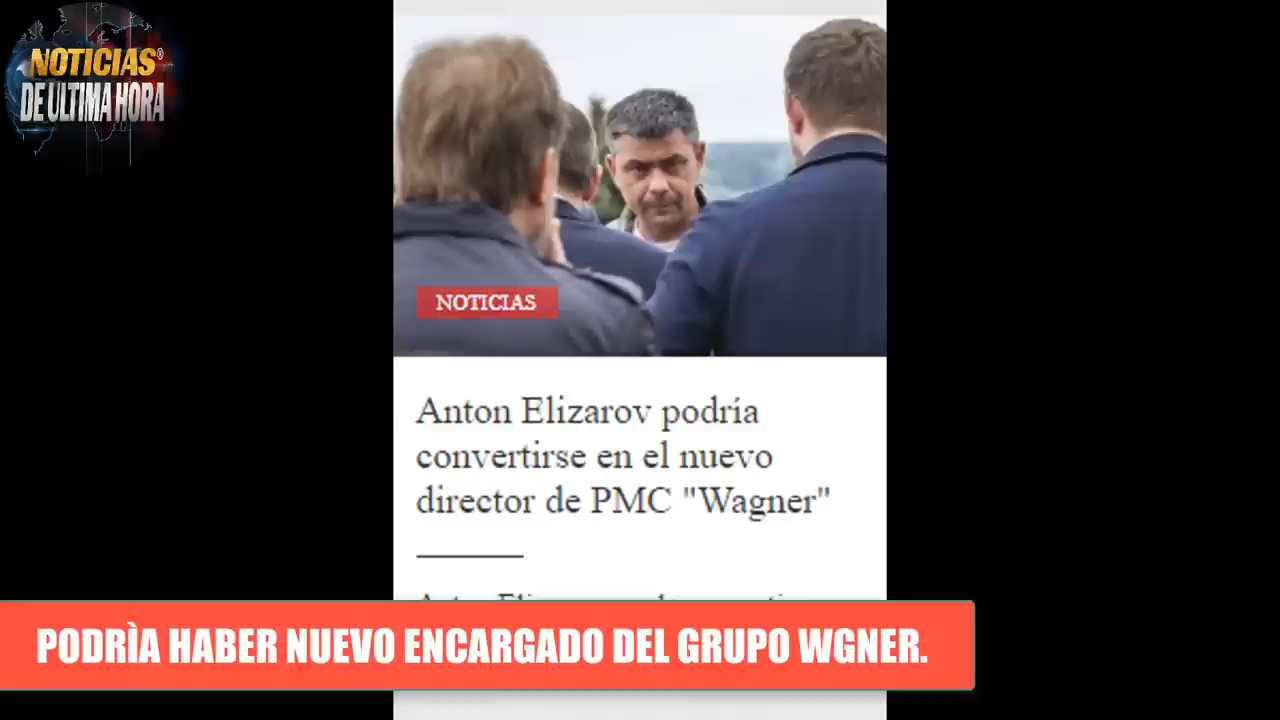 NOTICIAS®
DE ULTIMA HORA
NOTICIAS
Anton Elizarov podría
convertirse en el nuevo
director de PMC "Wagner"
PODRÌA HABER NUEVO ENCARGADO DEL GRUPO WGNER.